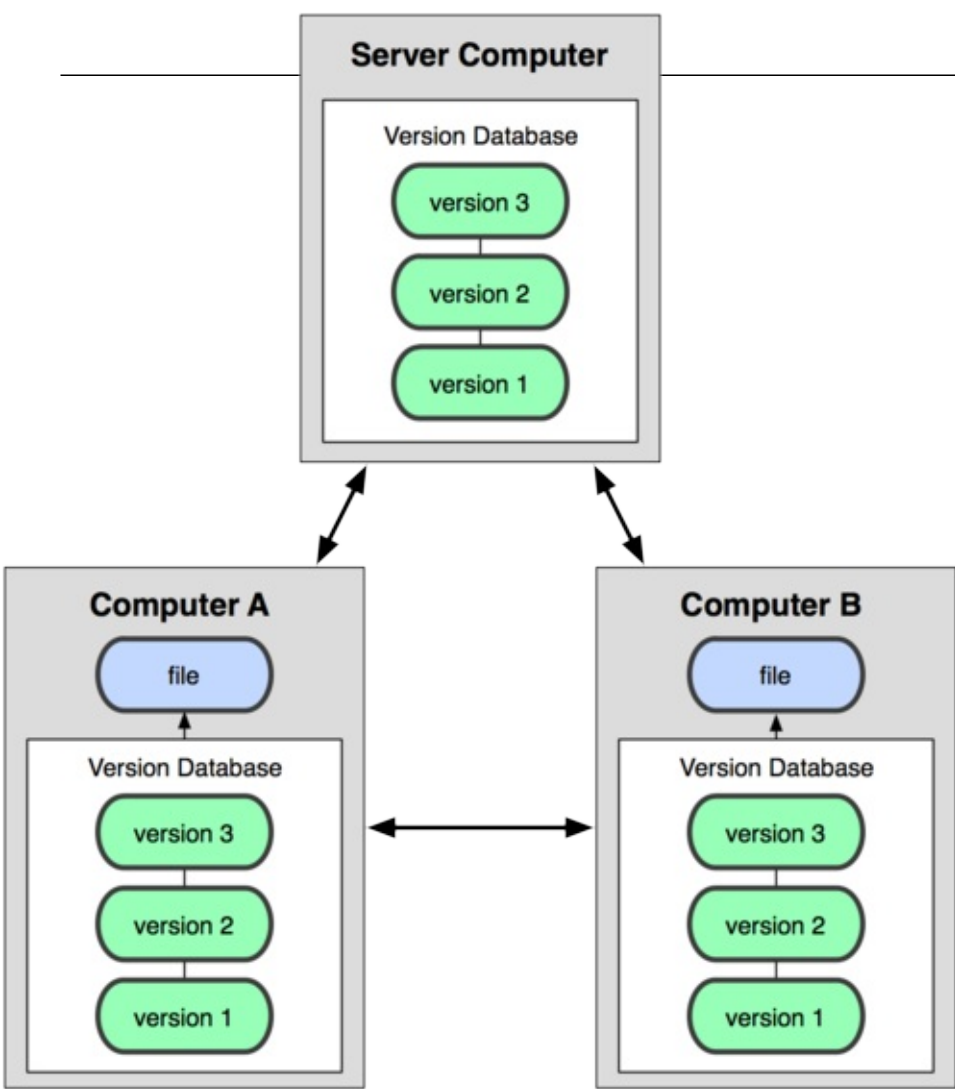 Server Computer
Version Database
version 3
version 2
version 1
Computer A
file
Version Database
version 3
version 2
version 1
Computer B
file
Version Database
version 3
version 2
version 1